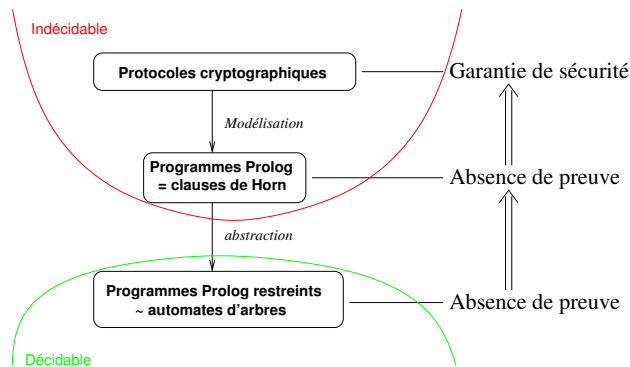 Indécidable
Protocoles cryptographiques
Garantie de sécurité
Modélisation
Programmes Prolog
= clauses de Horn
Absence de preuve
abstraction
Programmes Prolog restreints
~ automates d'arbres
Absence de preuve
Décidable